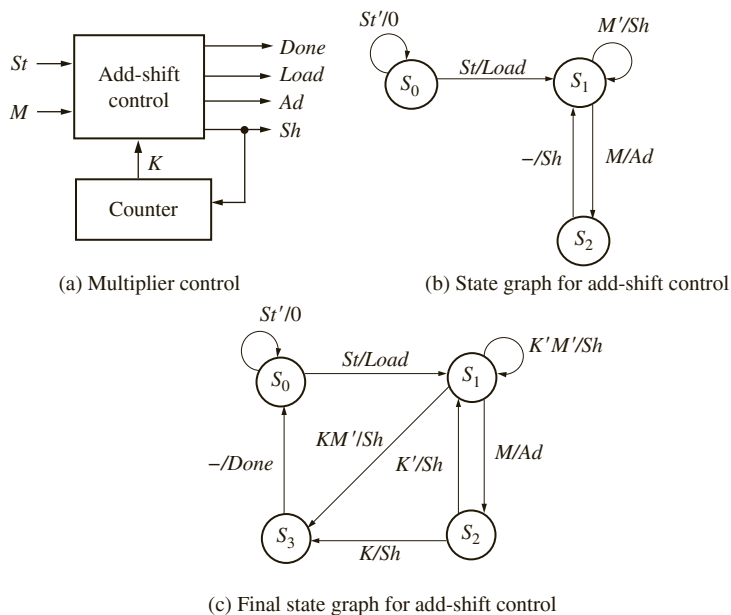 St
M
Add-shift
control
Done
Load
Ad
Sh
K
Counter
(a) Multiplier control
St′/0
S0
St/Load
S1
M′/Sh
–/Sh
M/Ad
S2
(b) State graph for add-shift control
St′/0
S0
St/Load
S1
K′M′/Sh
KM′/Sh
K′/Sh
M/Ad
–/Done
S3
K/Sh
S2
(c) Final state graph for add-shift control